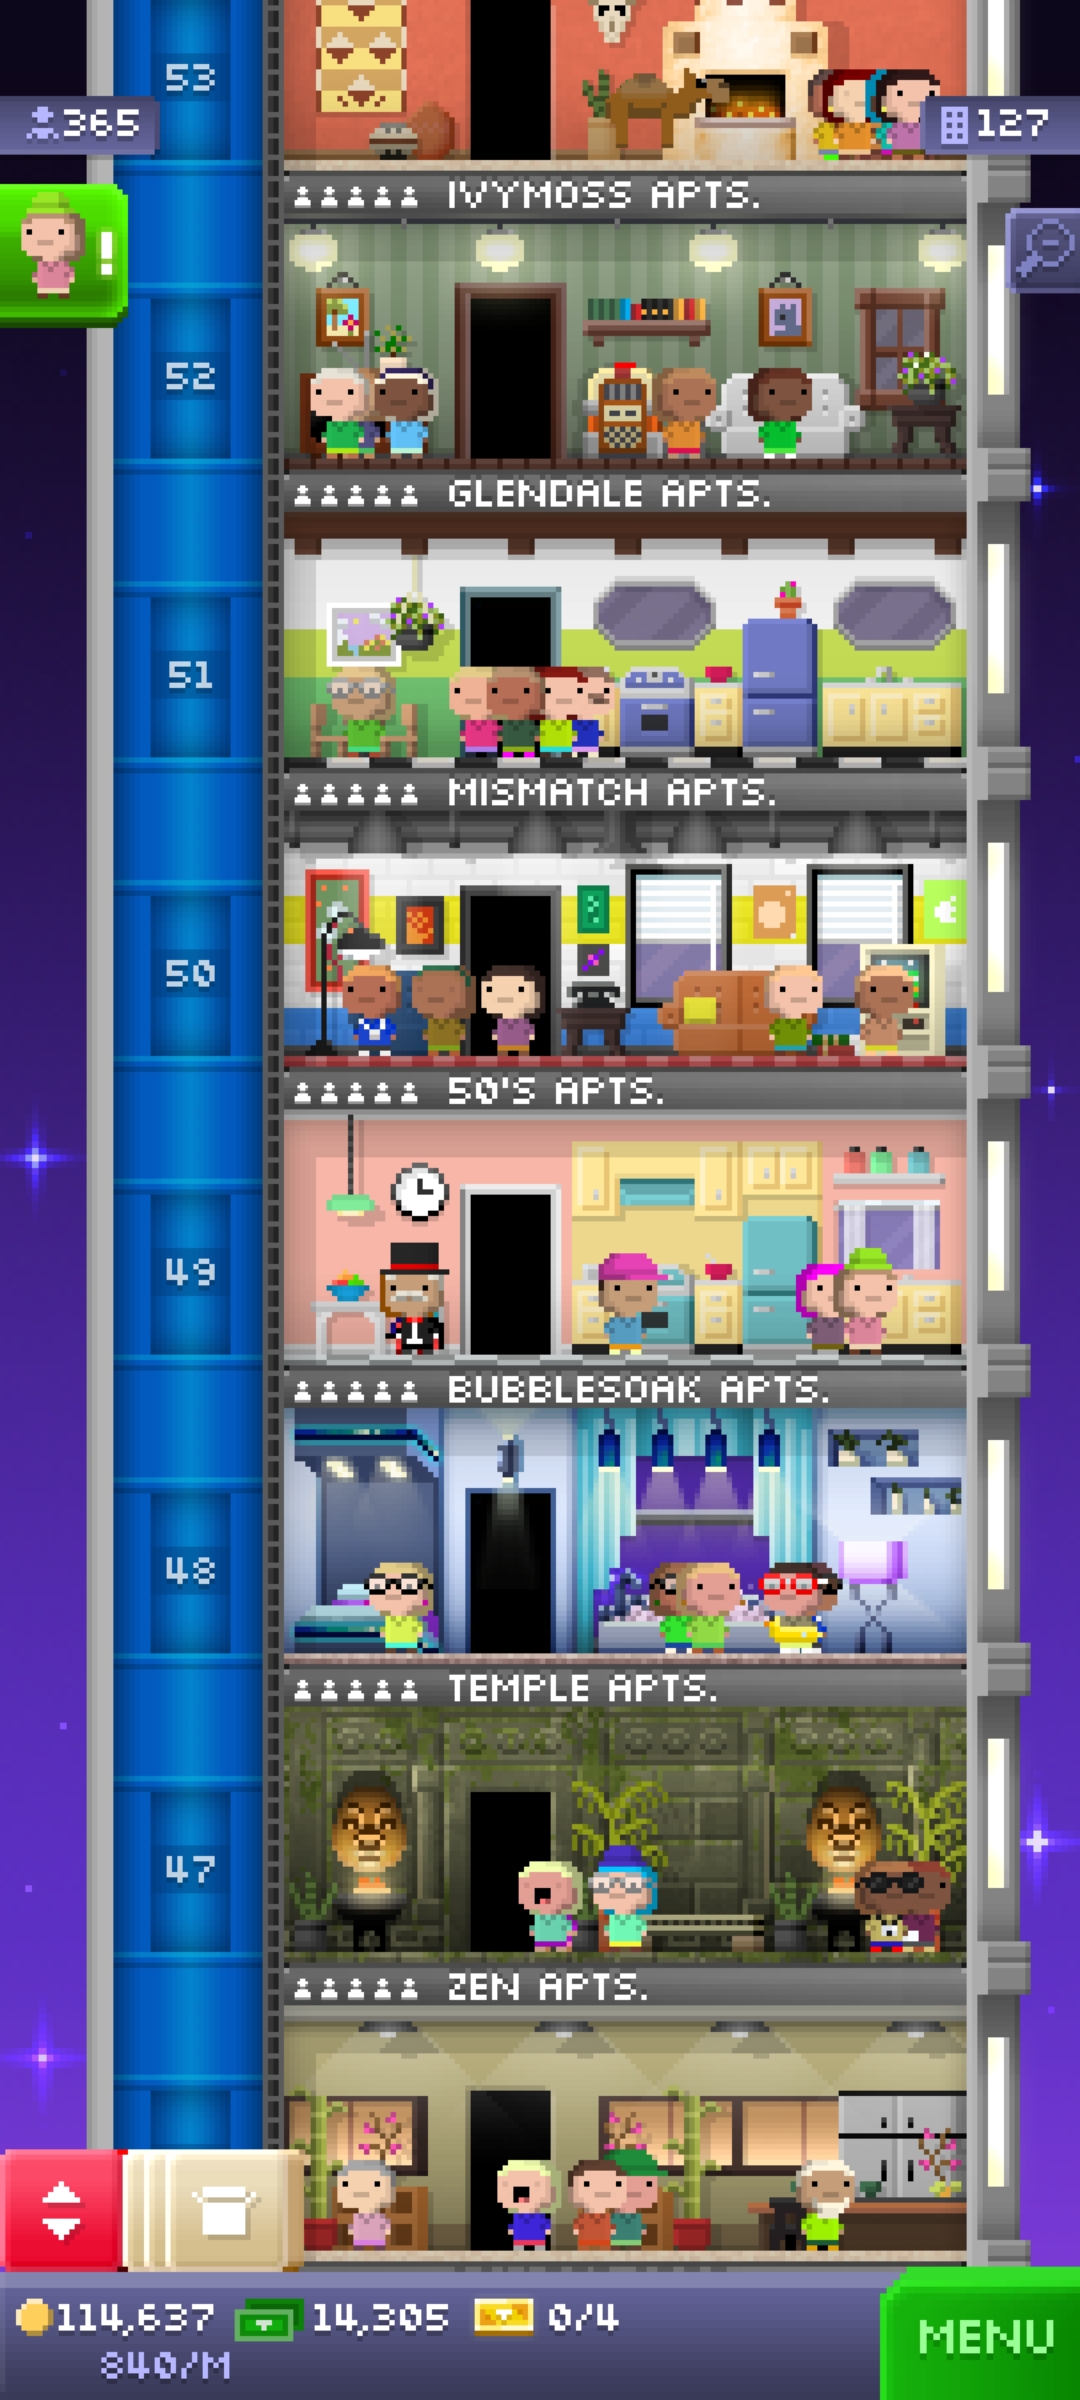 53
365
127
IVYMOSS APTS.
!
52
GLENDALE APTS.
51
MISMATCH APTS.
50
50'S APTS.
49
BUBBLESOAK APTS.
48
TEMPLE APTS.
47
ZEN APTS.
114,637 14,305 0/4
840/M
MENU